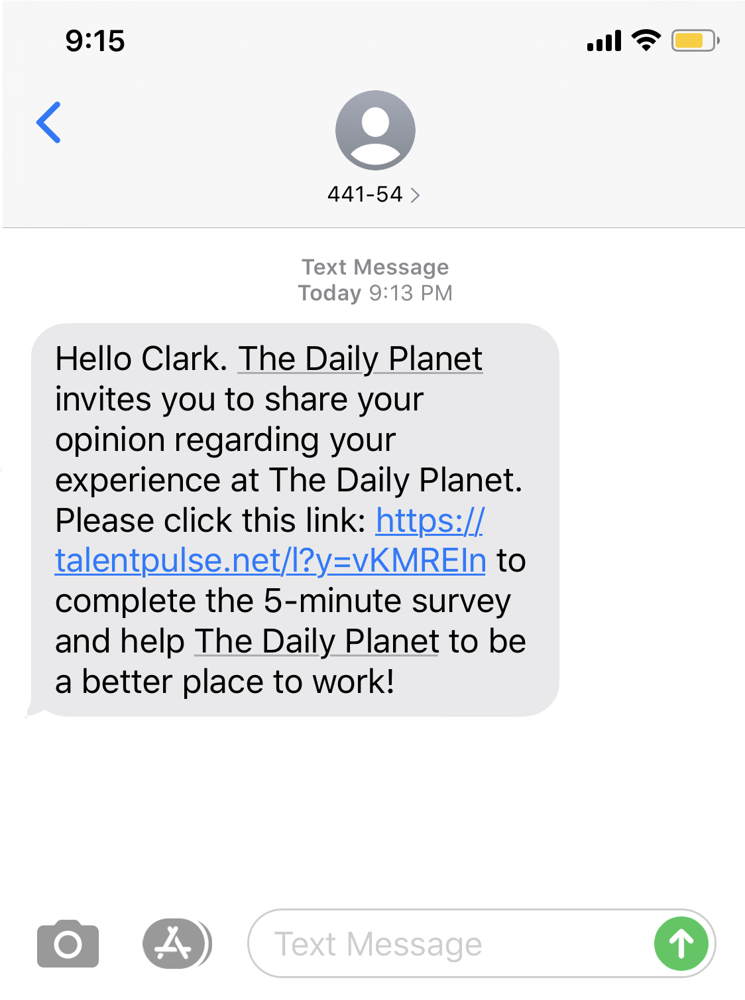 9:15
441-54
Text Message
Today 9:13 PM
Hello Clark. The Daily Planet
invites you to share your
opinion regarding your
experience at The Daily Planet.
Please click this link: https://
talentpulse.net/l?y=vKMREIn to
complete the 5-minute survey
and help The Daily Planet to be
a better place to work!
Text Message